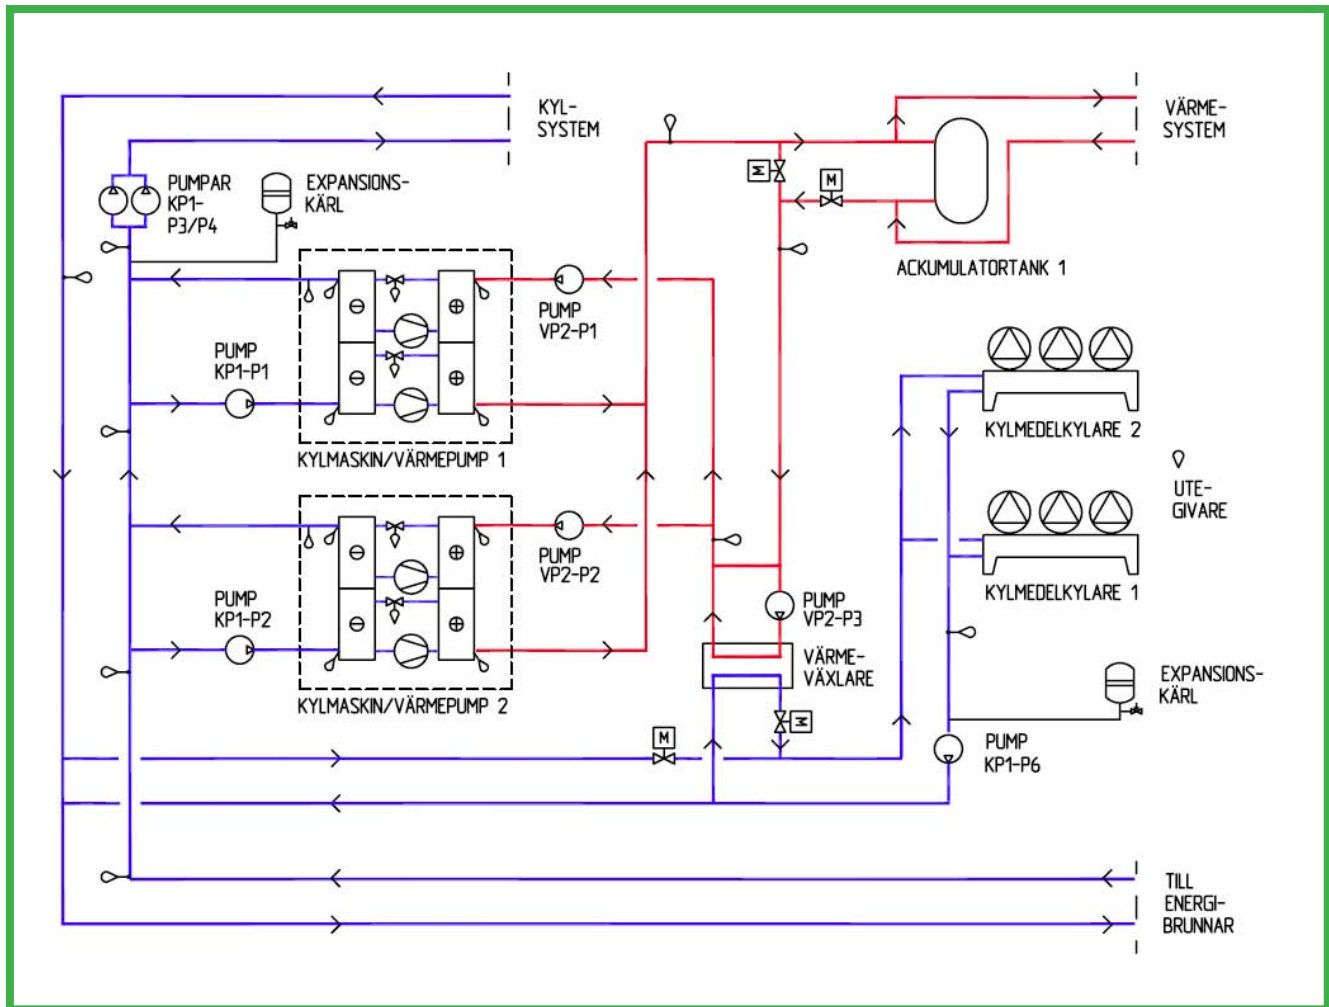 KYL-
SYSTEM
VÄRME-
SYSTEM
PUMPAR
KP1-
P3/P4
EXPANSIONS-
KÄRL
M
M
ACKUMULATORTANK 1
PUMP
VP2-P1
PUMP
KP1-P1
KYLMASKIN/VÄRMEPUMP 1
KYLMEDELKYLARE 2
UTE-
GIVARE
PUMP
VP2-P2
KYLMEDELKYLARE 1
PUMP
KP1-P2
PUMP
VP2-P3
VÄRME-
VÄXLARE
EXPANSIONS-
KÄRL
KYLMASKIN/VÄRMEPUMP 2
M
M
PUMP
KP1-P6
TILL
ENERGI-
BRUNNAR